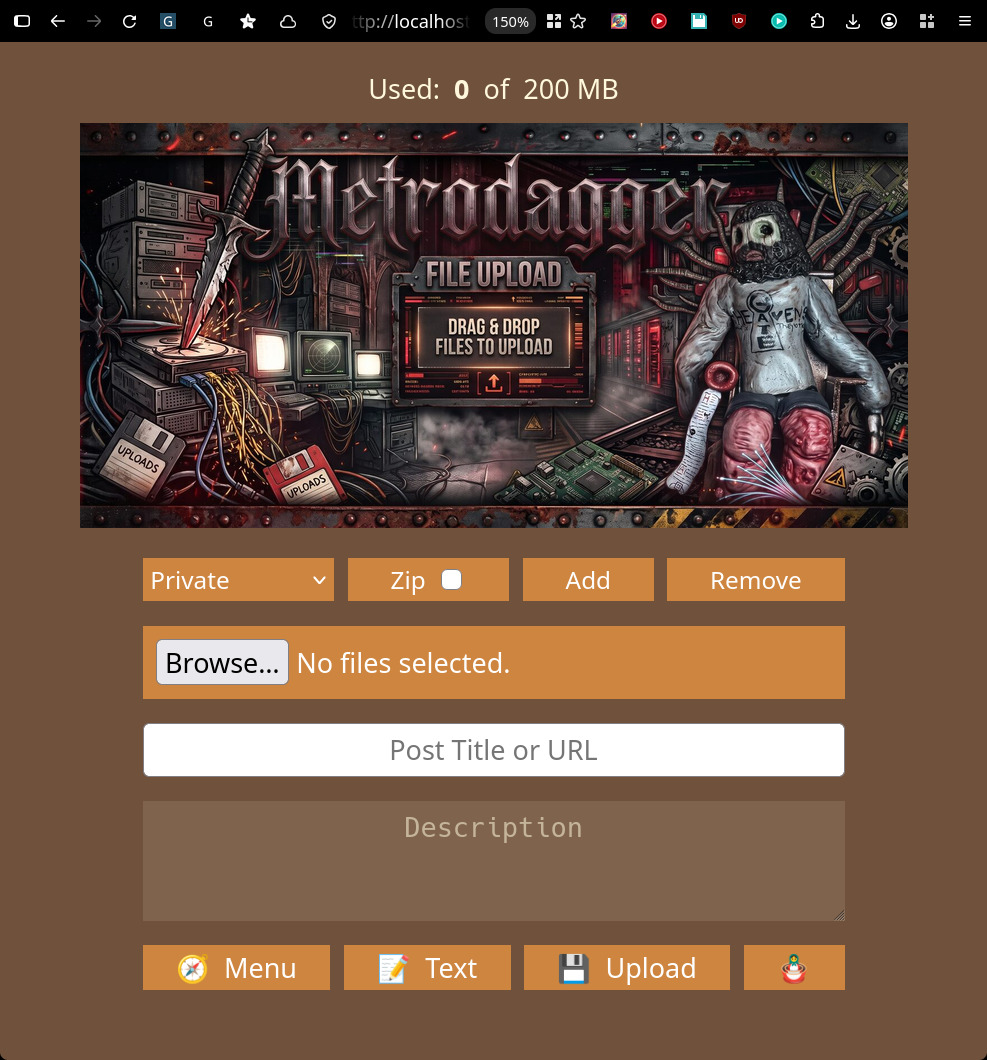 ttp://localhost
150%
Used: 0 of 200 MB
Metrodagger
FILE UPLOAD
DRAG & DROP
FILES TO UPLOAD
HEAVENS
UPLOADS
UPLOADS
Private
Zip
Add
Remove
Browse...
No files selected.
Post Title or URL
Description
Menu
Text
Upload